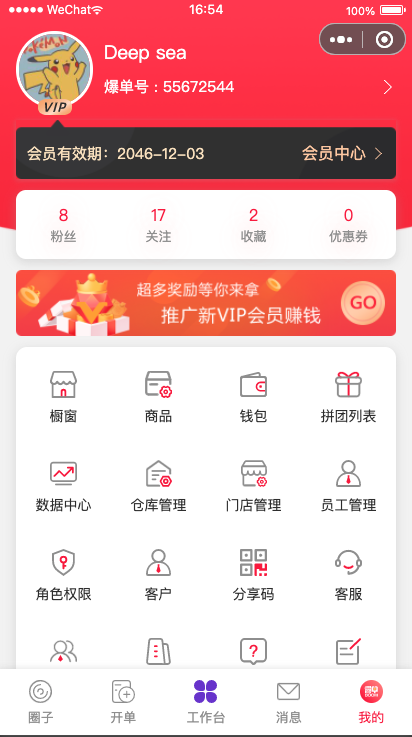 WeChat
16:54
100%
POKéMON
Deep sea
爆单号：55672544
VIP
会员有效期：2046-12-03
会员中心
8
17
2
0
粉丝
关注
收藏
优惠券
超多奖励等你来拿
推广新VIP会员赚钱
GO
橱窗
商品
钱包
拼团列表
数据中心
仓库管理
门店管理
员工管理
角色权限
客户
分享码
客服
圈子
开单
工作台
消息
我的